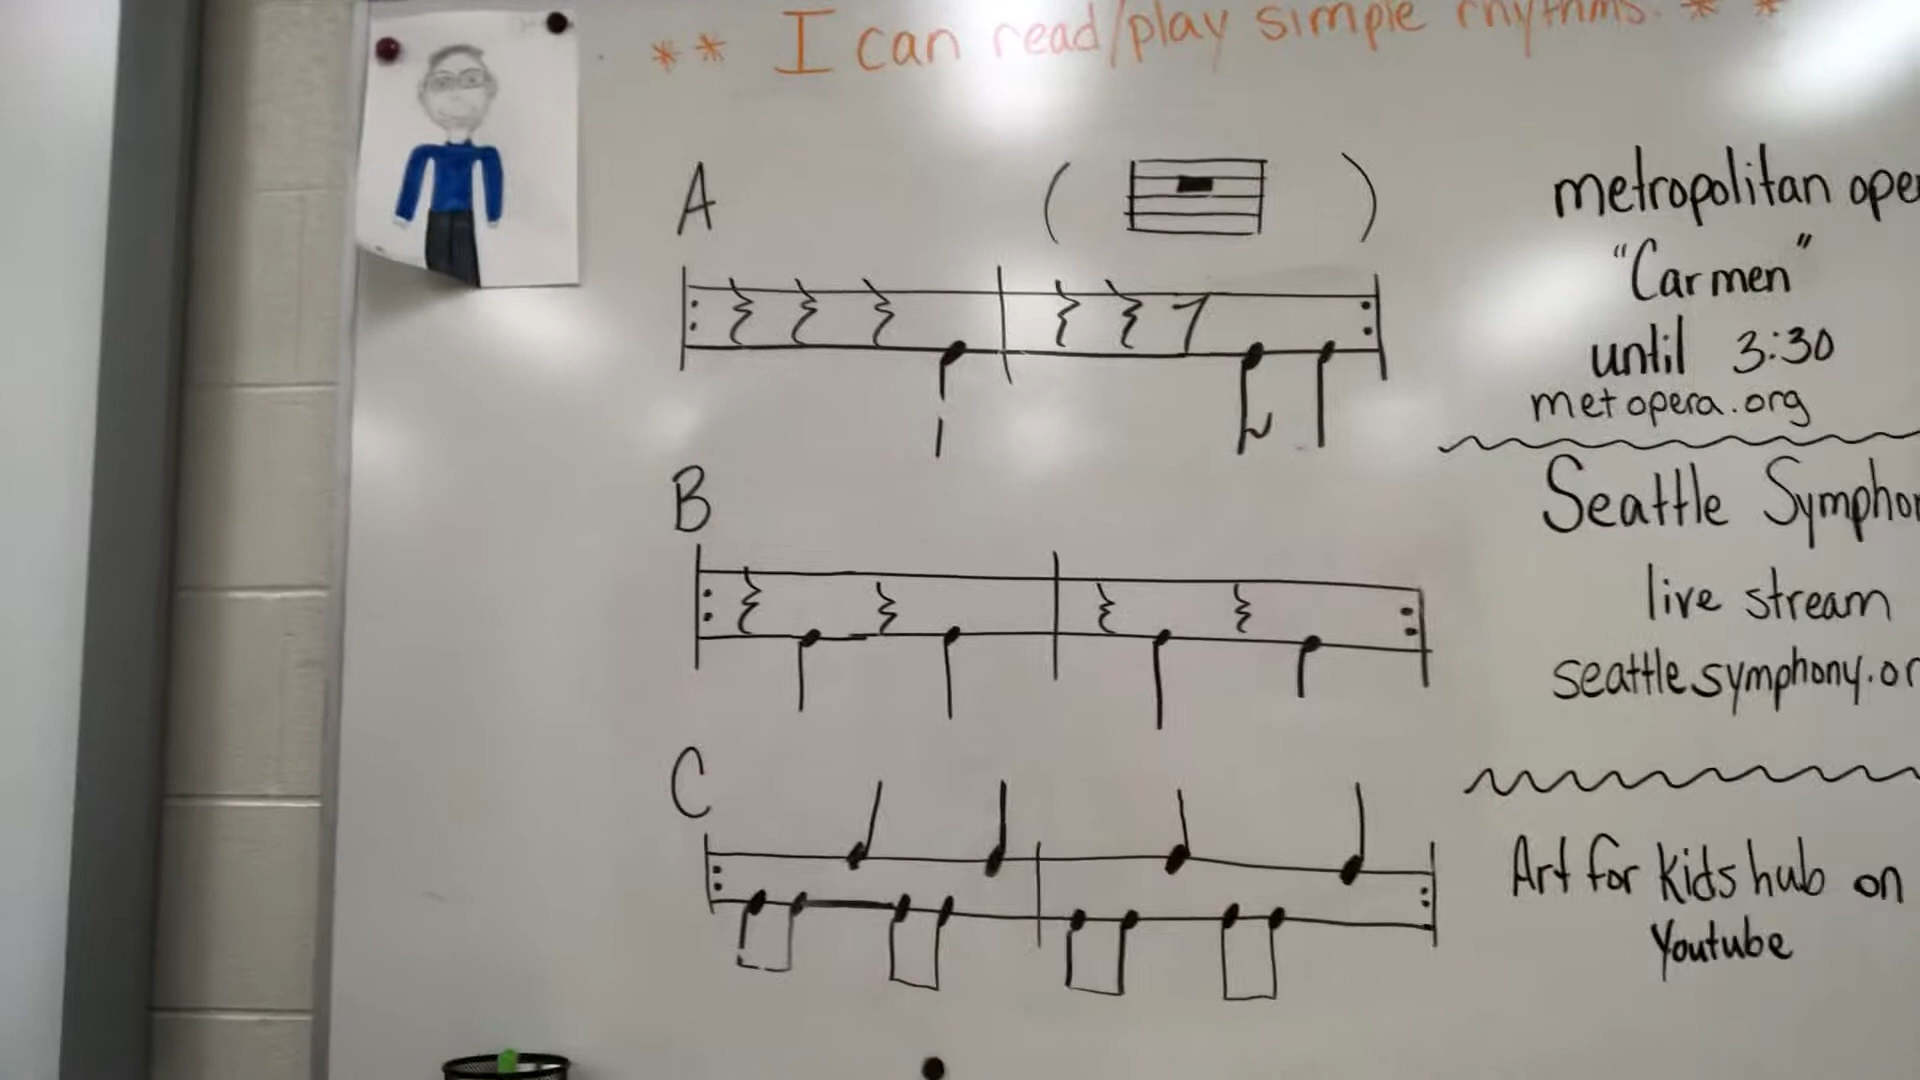 ** I can read/play simple rhythms. **
A
( )
B
C
metropolitan ope
"Carmen"
until 3:30
metopera.org
Seattle Sympho
live stream
seattlesymphony.or
Art for kids hub on
Youtube